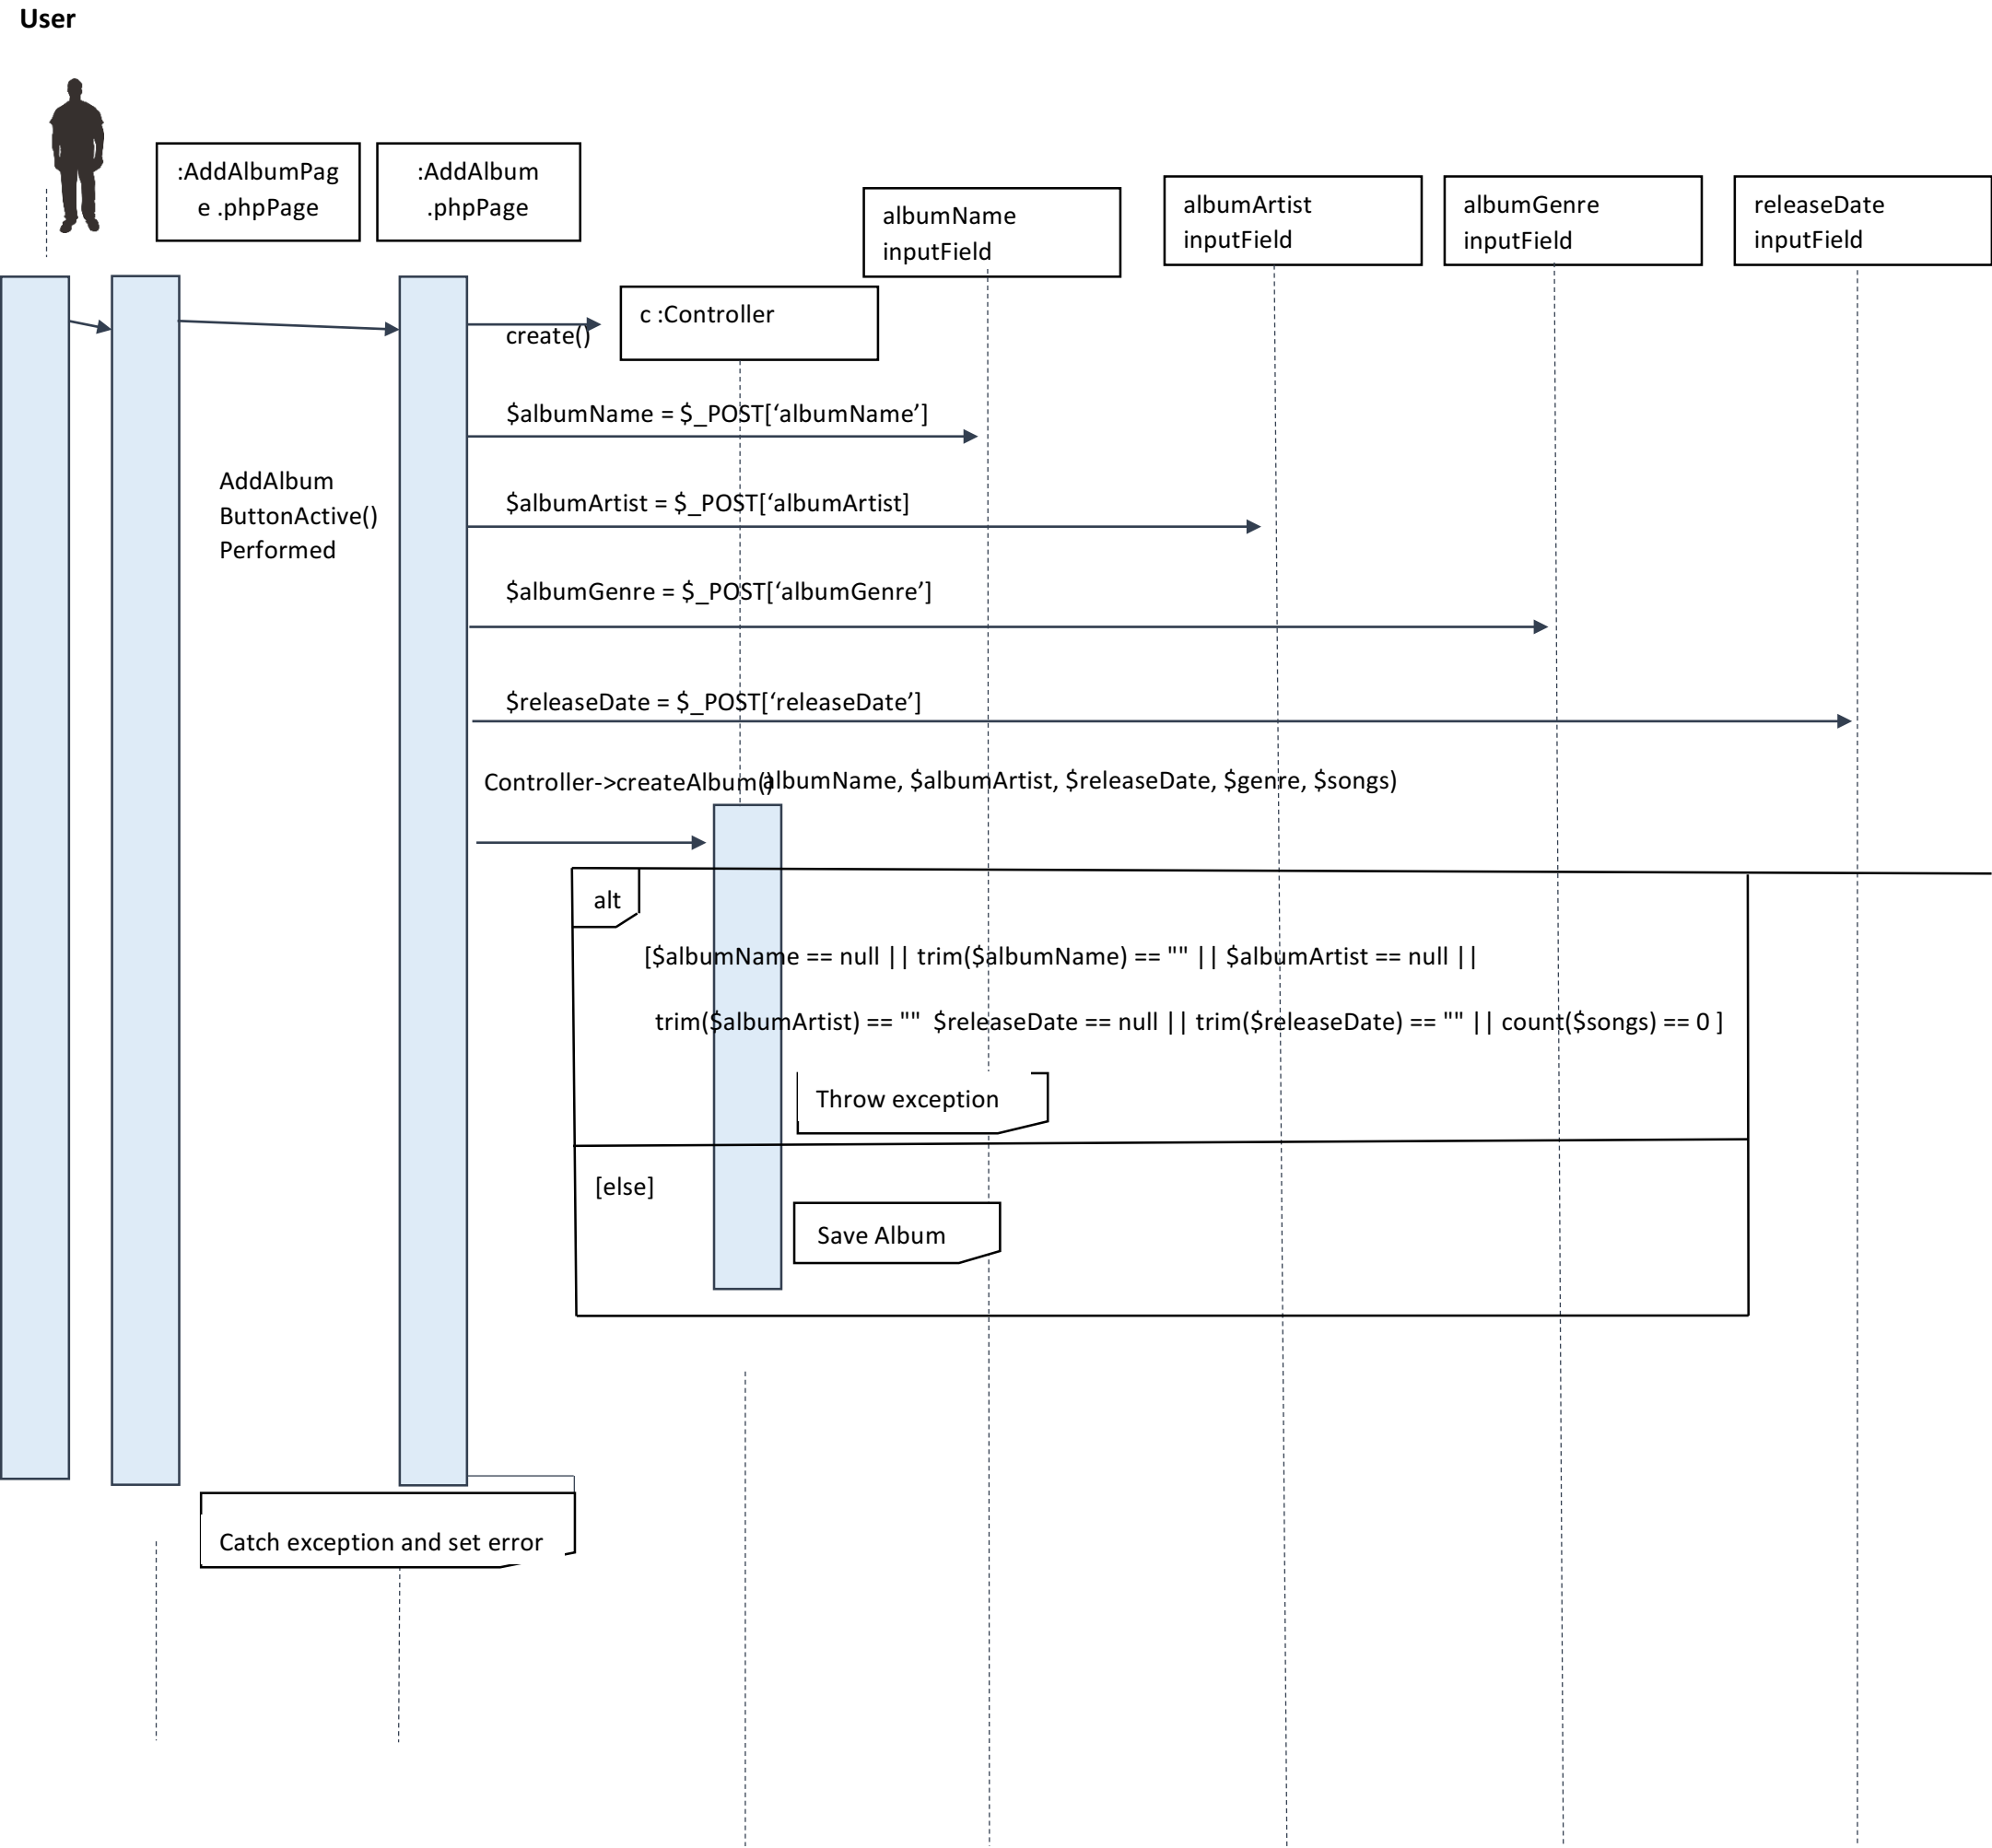 User
:AddAlbumPag
e .phpPage
:AddAlbum
.phpPage
albumName
inputField
albumArtist
inputField
albumGenre
inputField
releaseDate
inputField
c :Controller
create()
$albumName = $_POST[‘albumName’]
AddAlbum
ButtonActive()
Performed
$albumArtist = $_POST[‘albumArtist]
$albumGenre = $_POST[‘albumGenre’]
$releaseDate = $_POST[‘releaseDate’]
Controller->createAlbum()albumName, $albumArtist, $releaseDate, $genre, $songs)
alt
[$albumName == null || trim($albumName) == "" || $albumArtist == null ||
trim($albumArtist) == ""  $releaseDate == null || trim($releaseDate) == "" || count($songs) == 0 ]
Throw exception
[else]
Save Album
Catch exception and set error